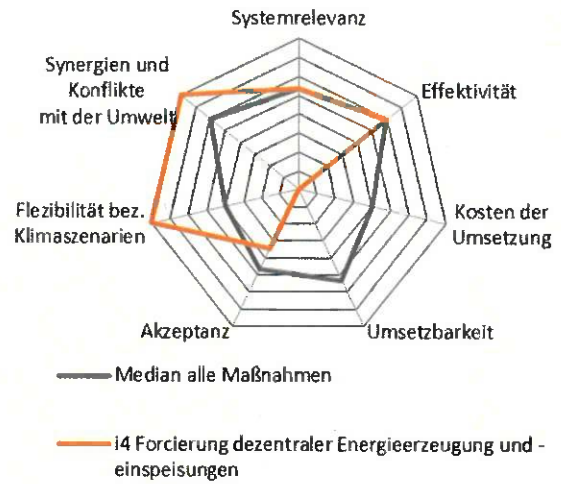 Systemrelevanz
Effektivität
Kosten der
Umsetzung
Umsetzbarkeit
Akzeptanz
Flezibilität bez.
Klimaszenarien
Synergien und
Konflikte
mit der Umwelt
Median alle Maßnahmen
i4 Forcierung dezentraler Energieerzeugung und -
einspeisungen